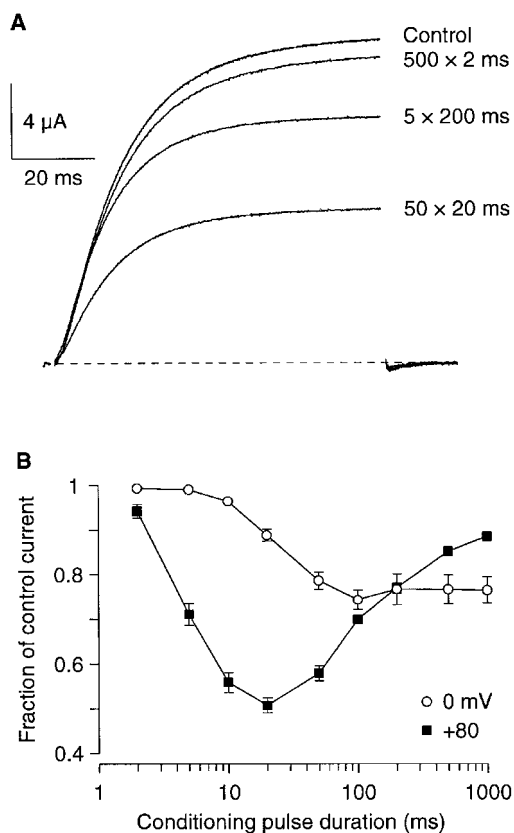 A
Control
500 × 2 ms
4 µA
5 × 200 ms
20 ms
50 × 20 ms
B
1
0.8
0.6
0.4
Fraction of control current
0 mV
+80
1
10
100
1000
Conditioning pulse duration (ms)